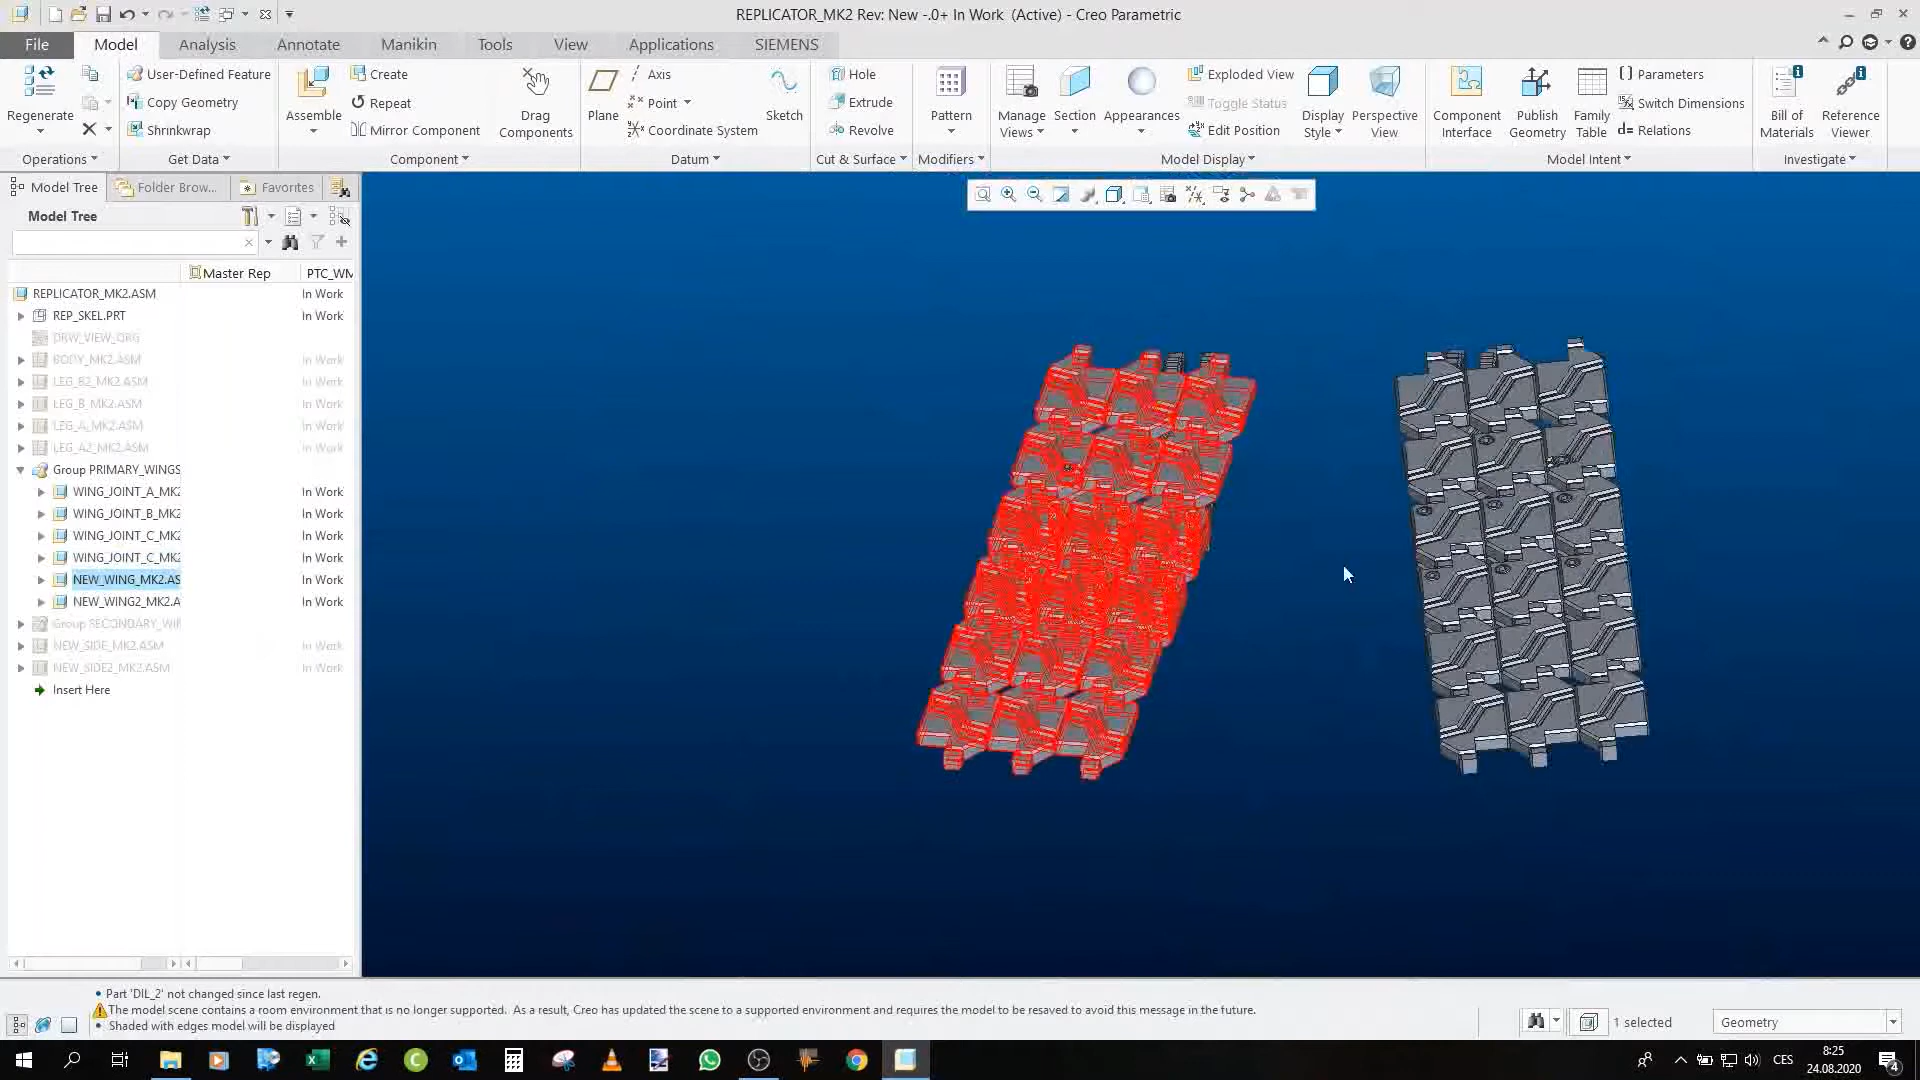 REPLICATOR_MK2 Rev: New -.0+ In Work (Active) - Creo Parametric
File Model Analysis Annotate Manikin Tools View Applications SIEMENS
Regenerate
Operations
User-Defined Feature
Copy Geometry
Shrinkwrap
Get Data
Assemble
Create
Repeat
Mirror Component
Drag
Components
Component
Plane
Axis
Point
Coordinate System
Sketch
Datum
Hole
Extrude
Revolve
Cut & Surface
Pattern
Modifiers
Manage
Views
Section
Appearances
Exploded View
Toggle Status
Edit Position
Display
Style
Perspective
View
Model Display
Component
Interface
Publish
Geometry
Family
Table
Parameters
Switch Dimensions
Relations
Model Intent
Bill of
Materials
Reference
Viewer
Investigate
Model Tree Folder Brow... Favorites
Model Tree
Master Rep PTC_WM
REPLICATOR_MK2.ASM In Work
REP_SKEL.PRT In Work
DRW_VIEW_ORG
BODY_MK2.ASM In Work
LEG_B2_MK2.ASM In Work
LEG_B_MK2.ASM In Work
LEG_A_MK2.ASM In Work
LEG_A2_MK2.ASM In Work
Group PRIMARY_WINGS
WING_JOINT_A_MK2 In Work
WING_JOINT_B_MK2 In Work
WING_JOINT_C_MK2 In Work
WING_JOINT_C_MK2 In Work
NEW_WING_MK2.AS In Work
NEW_WING2_MK2.A In Work
Group SECONDARY_WIN
NEW_SIDE_MK2.ASM In Work
NEW_SIDE2_MK2.ASM In Work
Insert Here
Part 'DIL_2' not changed since last regen.
The model scene contains a room environment that is no longer supported. As a result, Creo has updated the scene to a supported environment and requires the model to be resaved to avoid this message in the future.
Shaded with edges model will be displayed
1 selected
Geometry
CES
8:25
24.08.2020
4